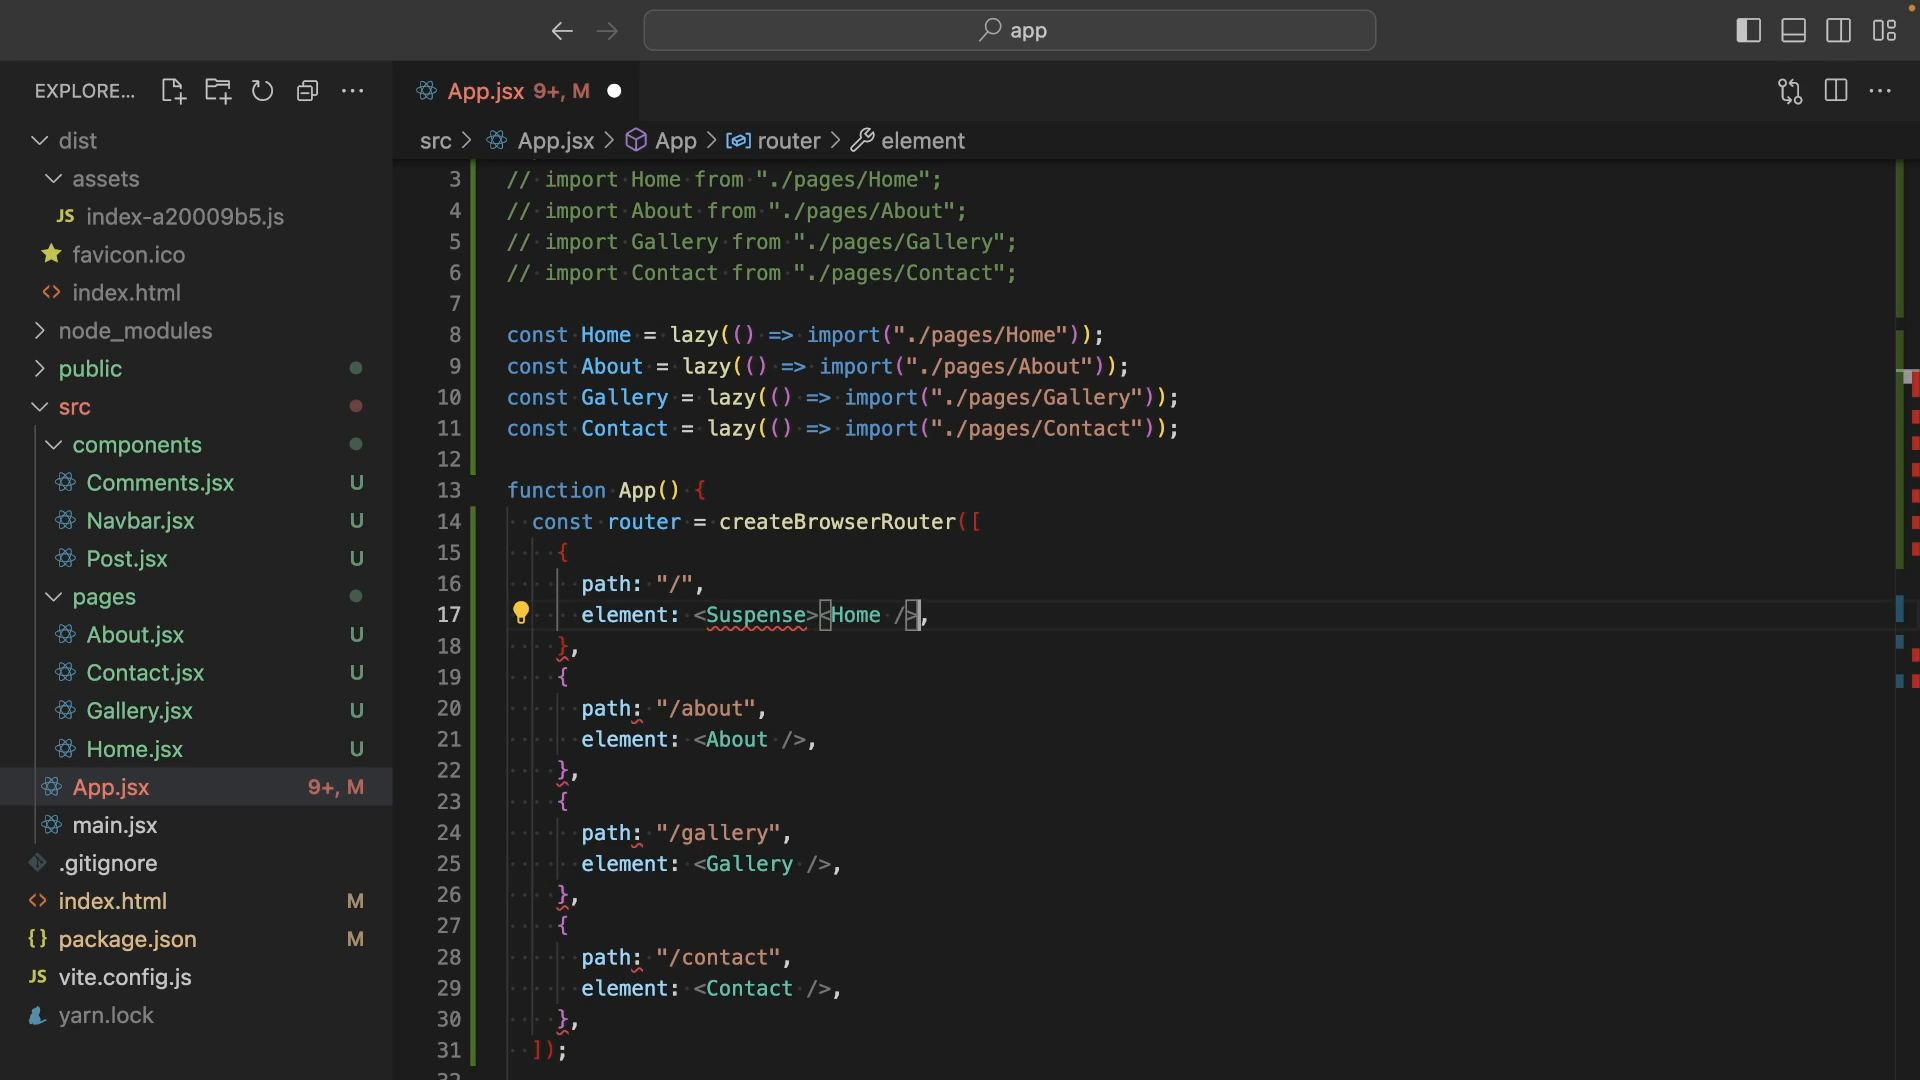 app
EXPLORE...
dist
assets
JS index-a20009b5.js
favicon.ico
index.html
node_modules
public
src
components
Comments.jsx U
Navbar.jsx U
Post.jsx U
pages
About.jsx U
Contact.jsx U
Gallery.jsx U
Home.jsx U
App.jsx 9+, M
main.jsx
.gitignore
index.html M
{} package.json M
JS vite.config.js
yarn.lock
App.jsx 9+, M
src > App.jsx > App > router > element
3 // import Home from "./pages/Home";
4 // import About from "./pages/About";
5 // import Gallery from "./pages/Gallery";
6 // import Contact from "./pages/Contact";
7
8 const Home = lazy(() => import("./pages/Home"));
9 const About = lazy(() => import("./pages/About"));
10 const Gallery = lazy(() => import("./pages/Gallery"));
11 const Contact = lazy(() => import("./pages/Contact"));
12
13 function App() {
14 const router = createBrowserRouter([
15 {
16 path: "/",
17 element: <Suspense><Home />,
18 },
19 {
20 path: "/about",
21 element: <About />,
22 },
23 {
24 path: "/gallery",
25 element: <Gallery />,
26 },
27 {
28 path: "/contact",
29 element: <Contact />,
30 },
31 ]);